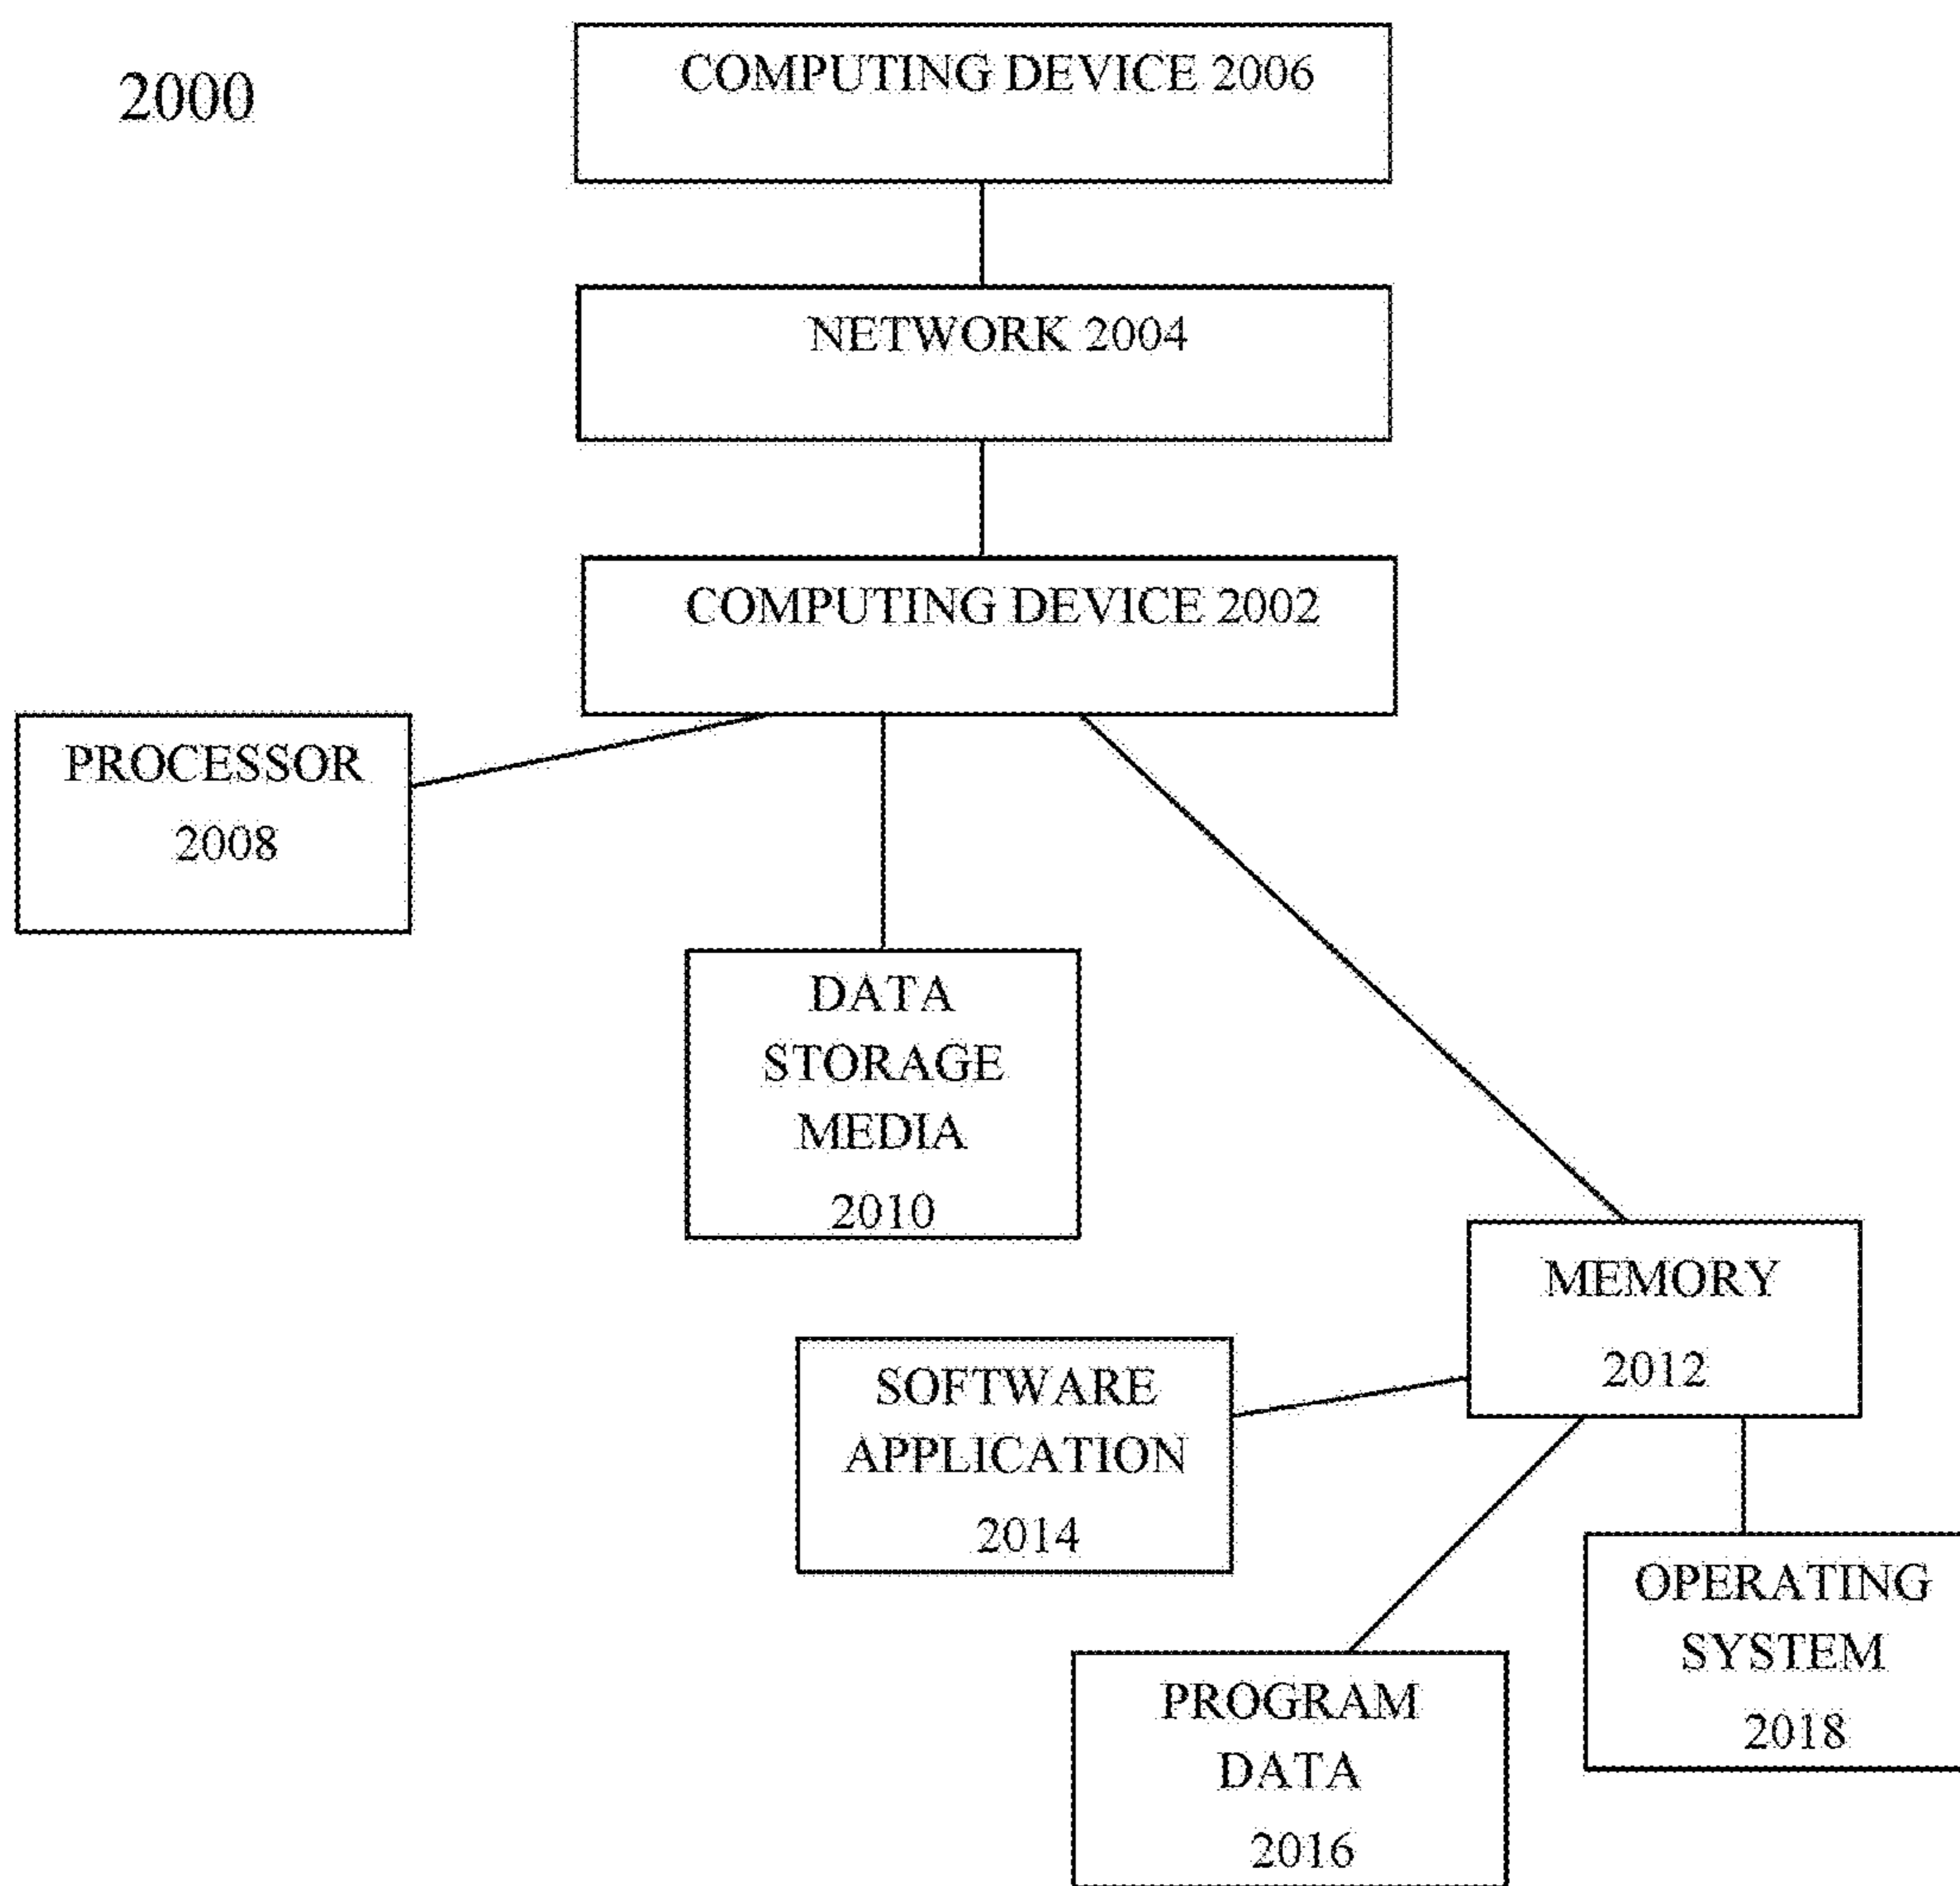 2000
COMPUTING DEVICE 2006
NETWORK 2004
COMPUTING DEVICE 2002
PROCESSOR
2008
DATA
STORAGE
MEDIA
2010
MEMORY
2012
SOFTWARE
APPLICATION
2014
OPERATING
SYSTEM
2018
PROGRAM
DATA
2016